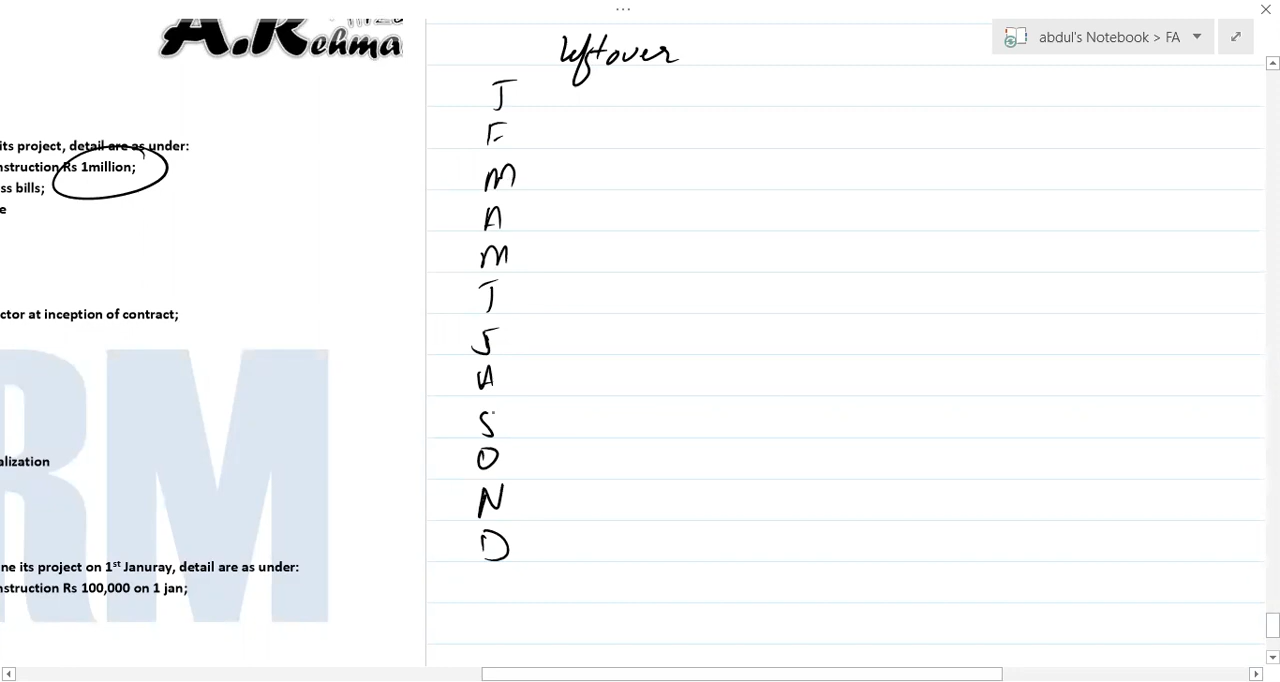 ...
A.Rehma
abdul's Notebook > FA
its project, detail are as under:
nstruction Rs 1million;
ss bills;
e
ctor at inception of contract;
alization
ne its project on 1st Januray, detail are as under:
nstruction Rs 100,000 on 1 jan;
RM
leftover
J
F
M
A
M
J
J
A
S
O
N
D